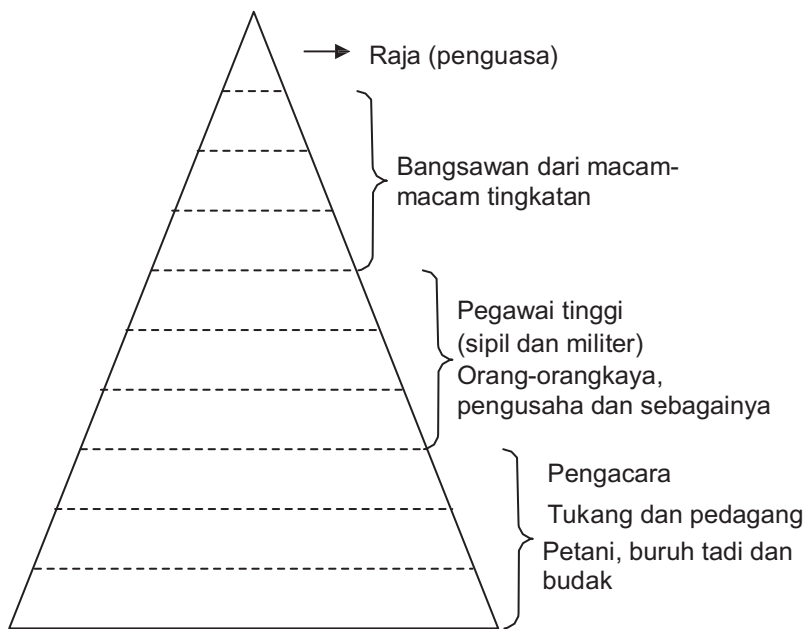 Raja (penguasa)
Bangsawan dari macam-
macam tingkatan
Pegawai tinggi
(sipil dan militer)
Orang-orangkaya,
pengusaha dan sebagainya
Pengacara
Tukang dan pedagang
Petani, buruh tadi dan
budak